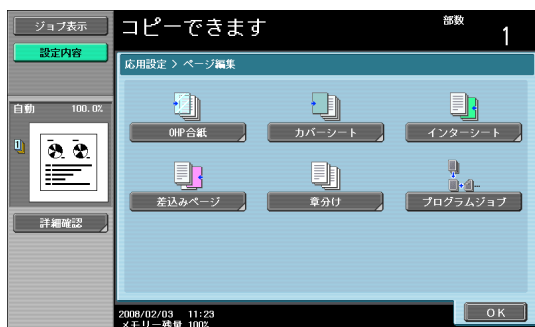 ジョブ表示
設定内容
コピーできます
部数
1
応用設定 > ページ編集
自動 100.0%
OHP合紙
カバーシート
インターシート
差込みページ
章分け
プログラムジョブ
詳細確認
2008/02/03 11:23
メモリー残量 100%
OK